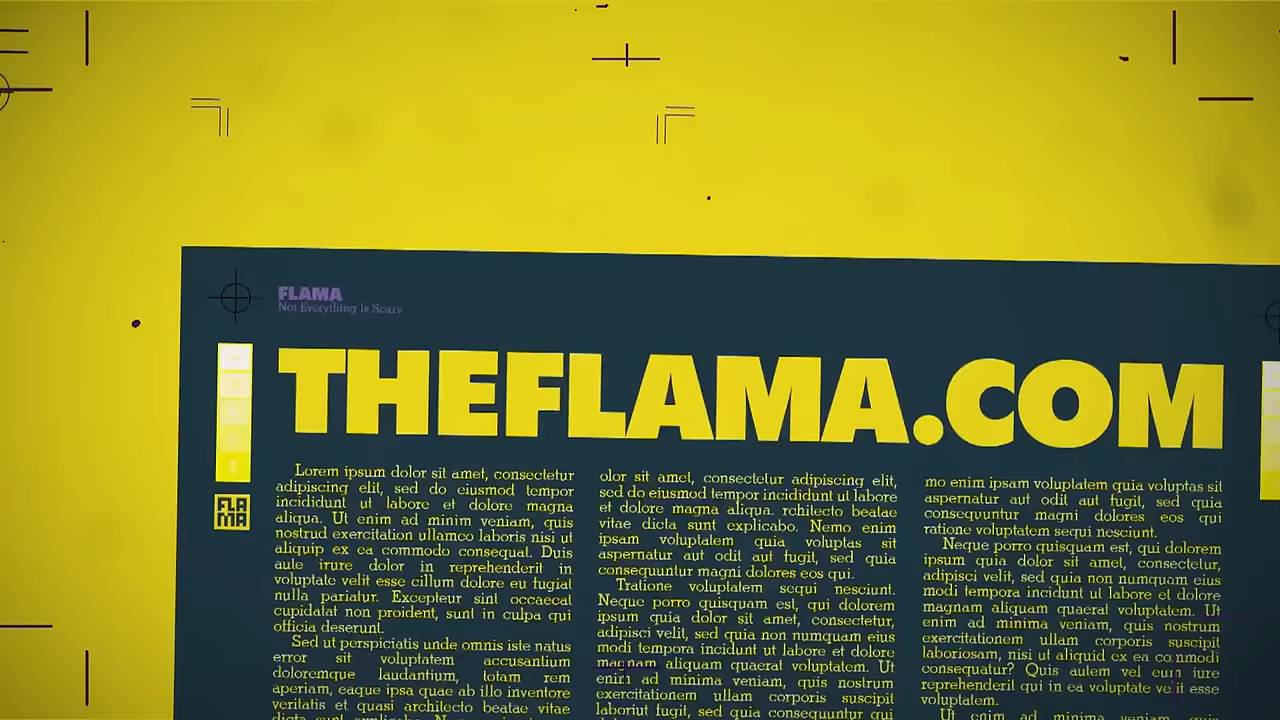 FLAMA
Not Everything Is Scary
THEFLAMA.COM
FLA
MA
Lorem ipsum dolor sit amet, consectetur
adipiscing elit, sed do eiusmod tempor
incididunt ut labore et dolore magna
aliqua. Ut enim ad minim veniam, quis
nostrud exercitation ullamco laboris nisi ut
aliquip ex ea commodo consequat. Duis
aute irure dolor in reprehenderit in
voluptate velit esse cillum dolore eu fugiat
nulla pariatur. Excepteur sint occaecat
cupidatat non proident, sunt in culpa qui
officia deserunt.
Sed ut perspiciatis unde omnis iste natus
error sit voluptatem accusantium
doloremque laudantium, totam rem
aperiam, eaque ipsa quae ab illo inventore
veritatis et quasi architecto beatae vitae
dicta sunt explicabo.
olor sit amet, consectetur adipiscing elit,
sed do eiusmod tempor incididunt ut labore
et dolore magna aliqua. rchitecto beatae
vitae dicta sunt explicabo. Nemo enim
ipsam voluptatem quia voluptas sit
aspernatur aut odit aut fugit, sed quia
consequuntur magni dolores eos qui.
Tratione voluptatem sequi nesciunt.
Neque porro quisquam est, qui dolorem
ipsum quia dolor sit amet, consectetur,
adipisci velit, sed quia non numquam eius
modi tempora incidunt ut labore et dolore
magnam aliquam quaerat voluptatem. Ut
enim ad minima veniam, quis nostrum
exercitationem ullam corporis suscipit
laboriut fugit, sed quia consequuntur qui
mo enim ipsam voluptatem quia voluptas sit
aspernatur aut odit aut fugit, sed quia
consequuntur magni dolores eos qui
ratione voluptatem sequi nesciunt.
Neque porro quisquam est, qui dolorem
ipsum quia dolor sit amet, consectetur,
adipisci velit, sed quia non numquam eius
modi tempora incidunt ut labore et dolore
magnam aliquam quaerat voluptatem. Ut
enim ad minima veniam, quis nostrum
exercitationem ullam corporis suscipit
laboriosam, nisi ut aliquid ex ea commodi
consequatur? Quis autem vel eum iure
reprehenderit qui in ea voluptate velit esse
voluptatem.
Ut enim ad minima veniam, quis